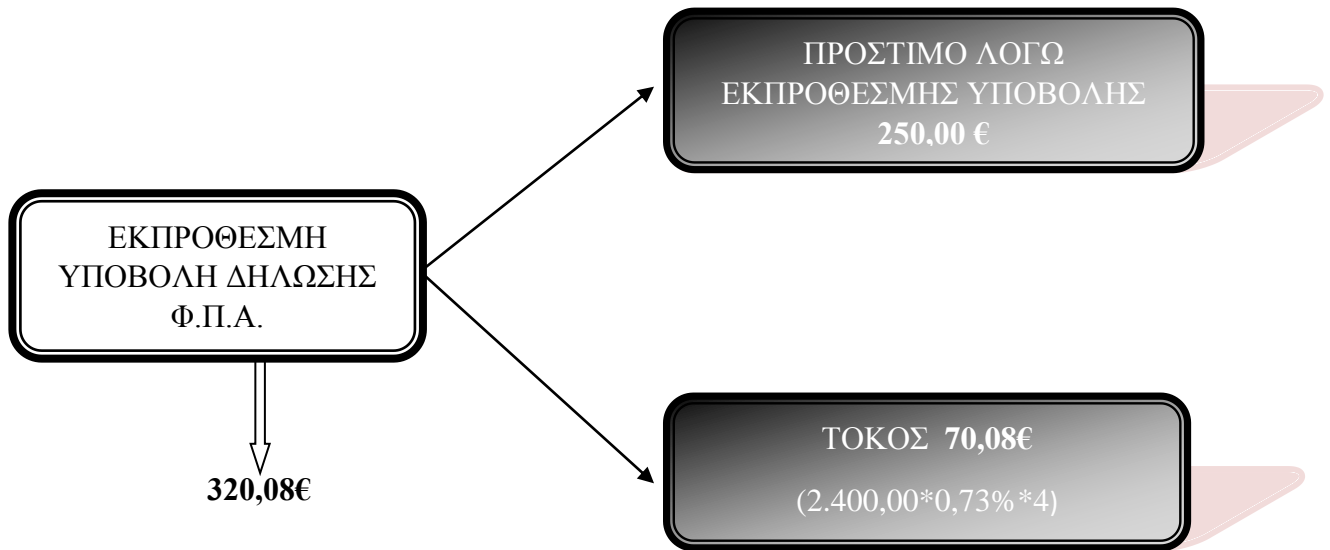 ΠΡΟΣΤΙΜΟ ΛΟΓΩ
ΕΚΠΡΟΘΕΣΜΗΣ ΥΠΟΒΟΛΗΣ
250,00 €
ΕΚΠΡΟΘΕΣΜΗ
ΥΠΟΒΟΛΗ ΔΗΛΩΣΗΣ
Φ.Π.Α.
320,08€
ΤΟΚΟΣ 70,08€
(2.400,00*0,73%*4)